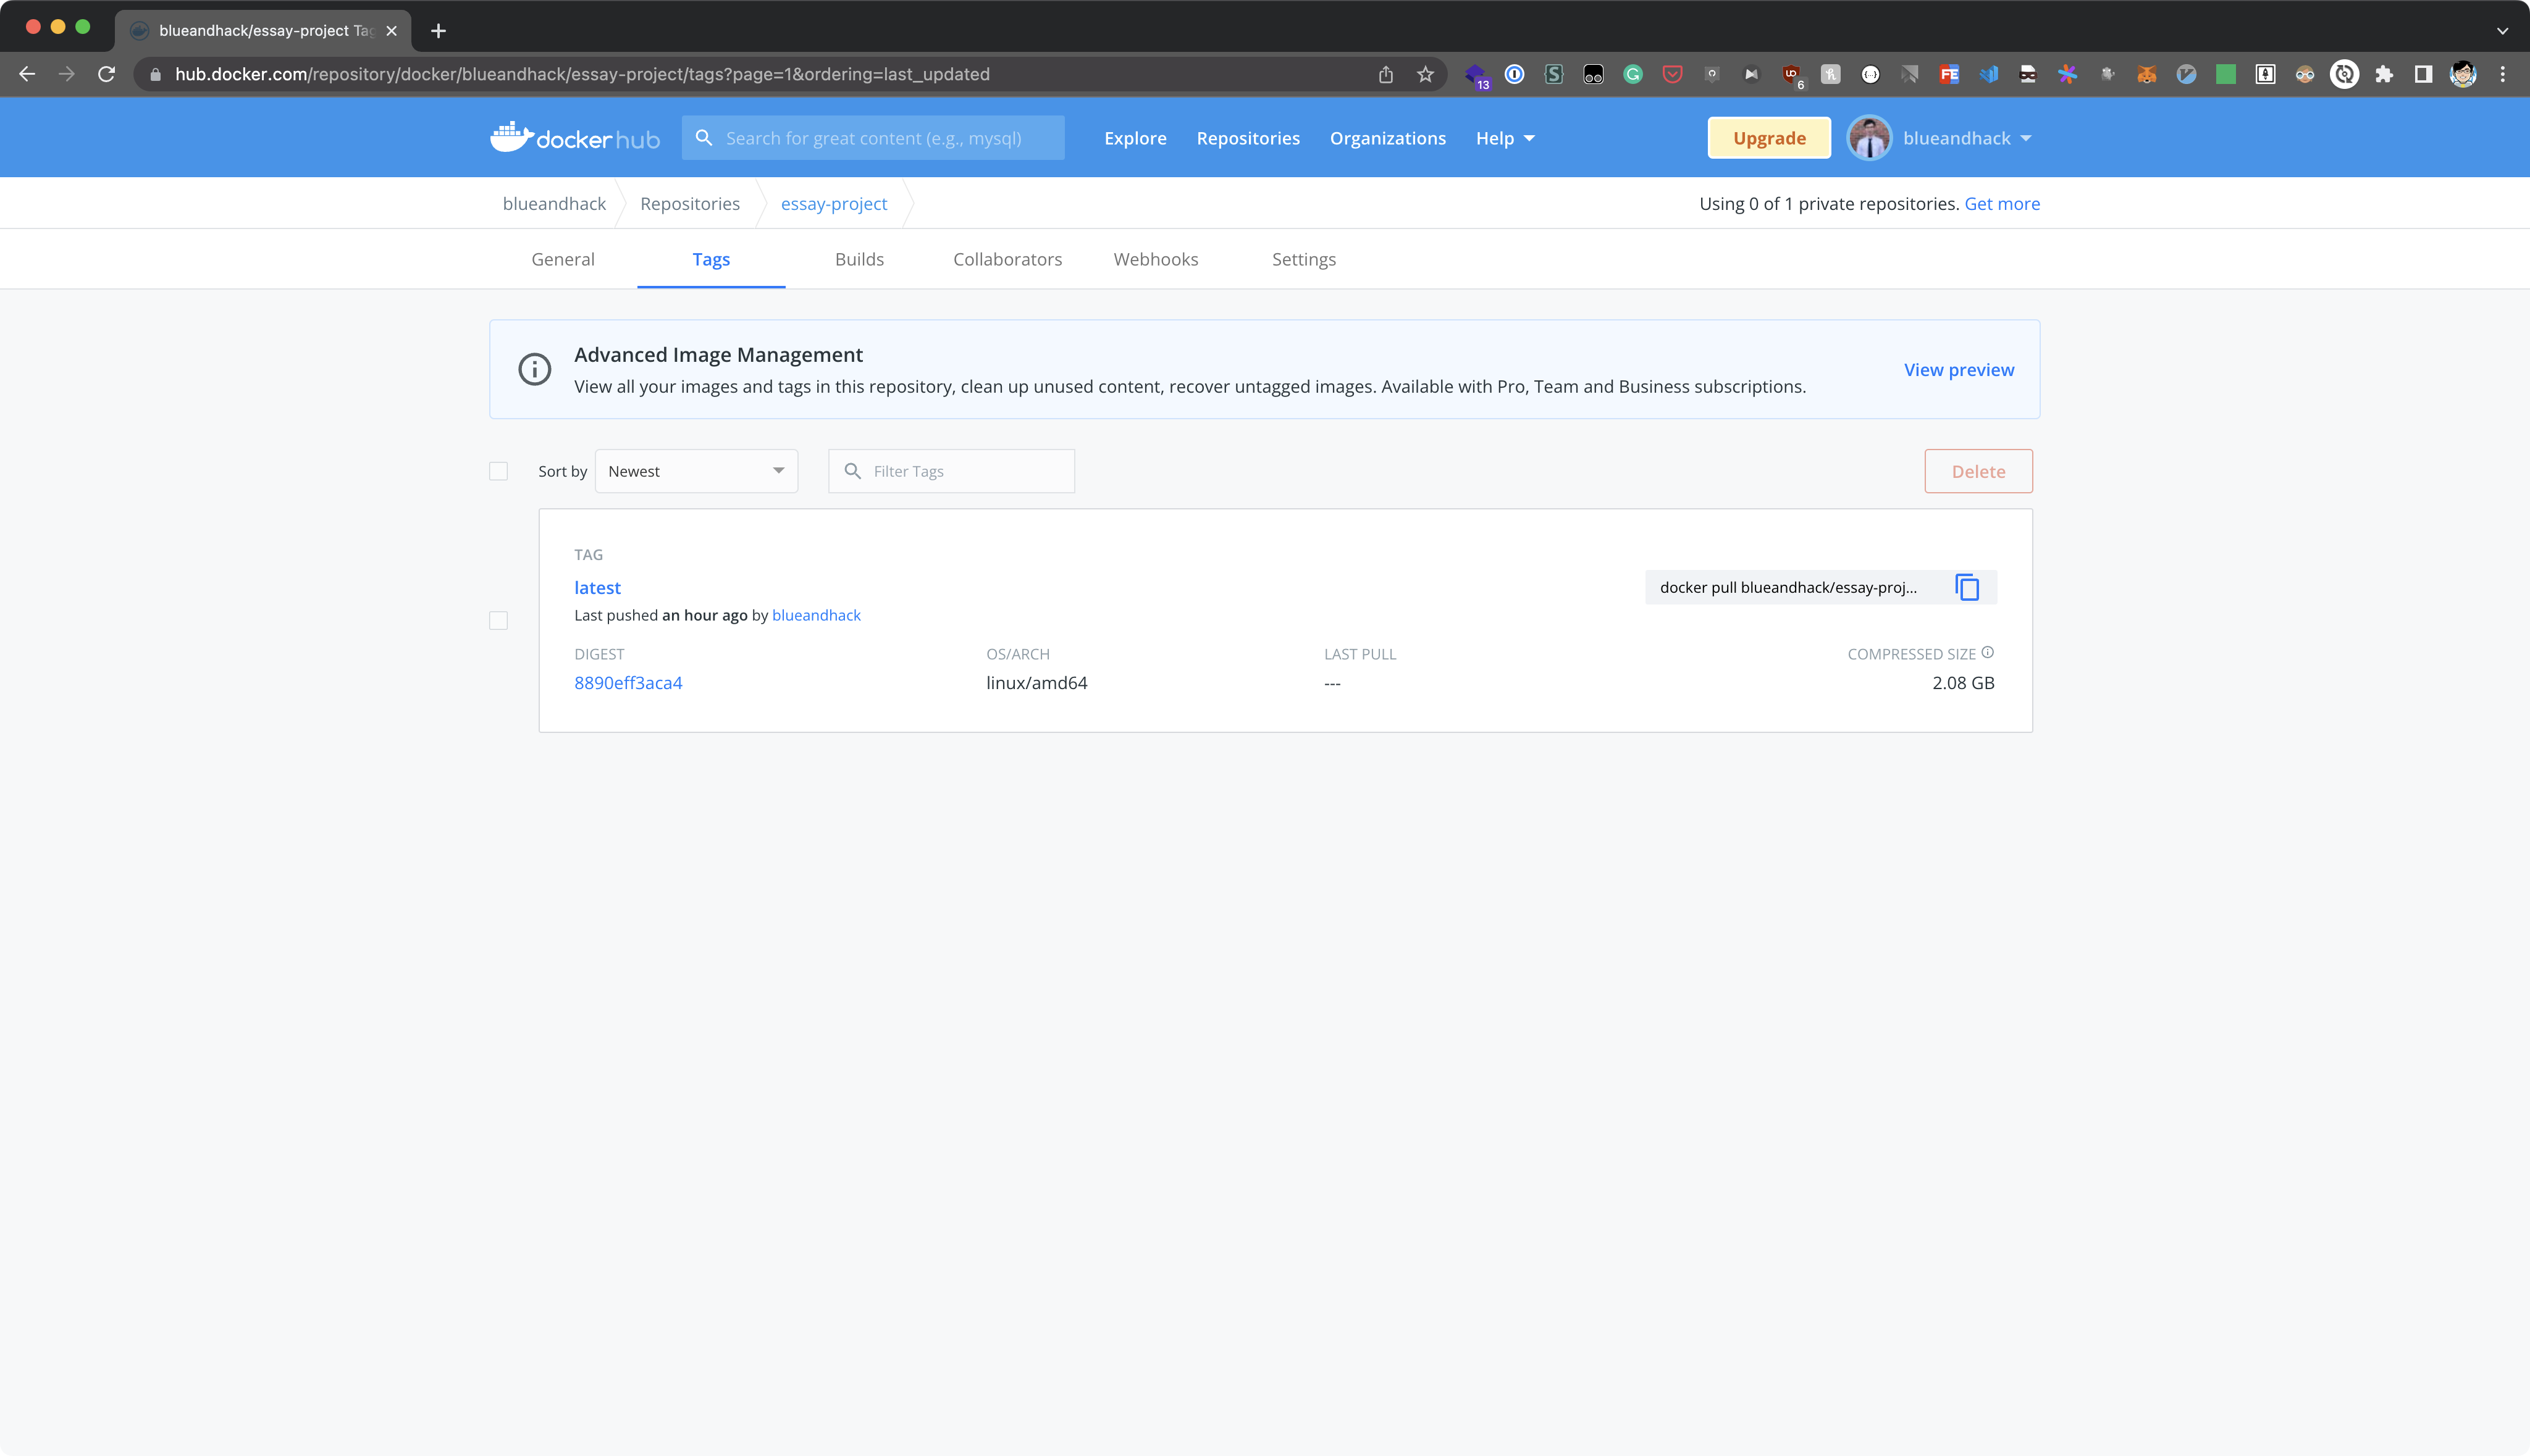 blueandhack/essay-project Tag
hub.docker.com/repository/docker/blueandhack/essay-project/tags?page=1&ordering=last_updated
13
6
FE
docker hub
Search for great content (e.g., mysql)
Explore
Repositories
Organizations
Help
Upgrade
blueandhack
blueandhack
Repositories
essay-project
Using 0 of 1 private repositories. Get more
General
Tags
Builds
Collaborators
Webhooks
Settings
Advanced Image Management
View all your images and tags in this repository, clean up unused content, recover untagged images. Available with Pro, Team and Business subscriptions.
View preview
Sort by
Newest
Filter Tags
Delete
TAG
latest
docker pull blueandhack/essay-proj...
Last pushed an hour ago by blueandhack
DIGEST
OS/ARCH
LAST PULL
COMPRESSED SIZE
8890eff3aca4
linux/amd64
---
2.08 GB